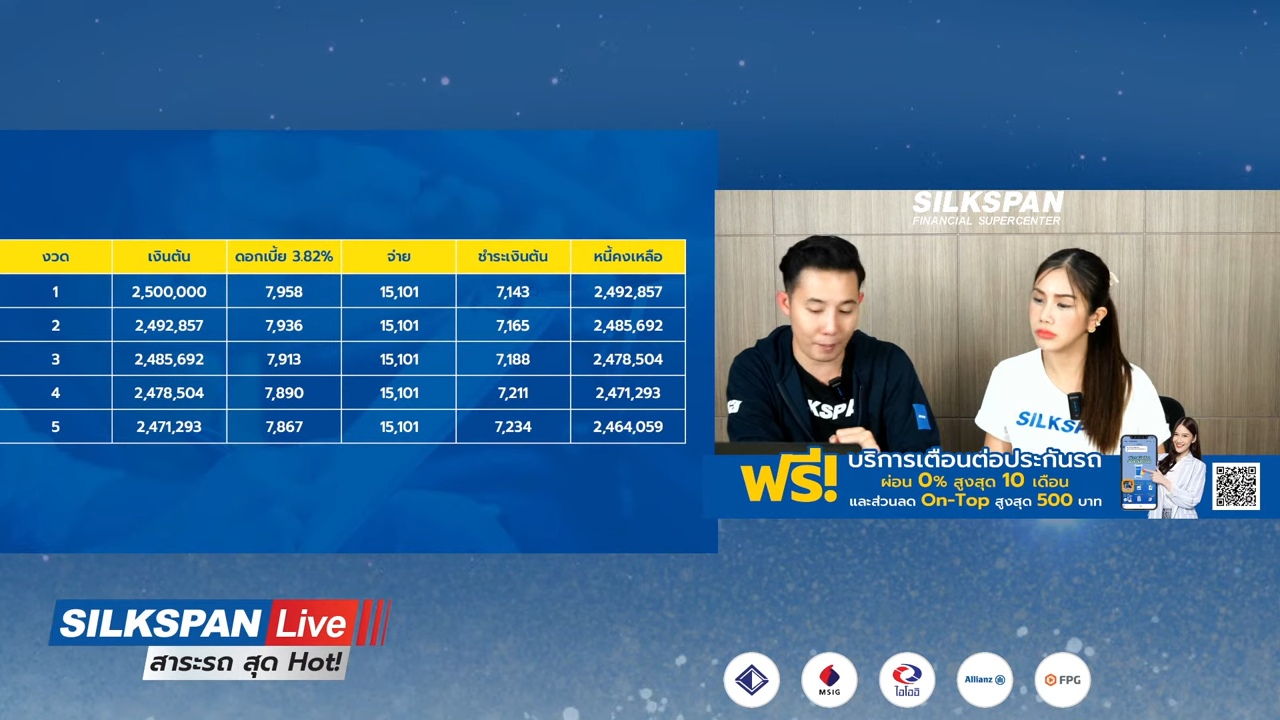 SILKSPAN
FINANCIAL SUPERCENTER
งวด เงินต้น ดอกเบี้ย 3.82% จ่าย ชำระเงินต้น หนี้คงเหลือ
1 2,500,000 7,958 15,101 7,143 2,492,857
2 2,492,857 7,936 15,101 7,165 2,485,692
3 2,485,692 7,913 15,101 7,188 2,478,504
4 2,478,504 7,890 15,101 7,211 2,471,293
5 2,471,293 7,867 15,101 7,234 2,464,059
ฟรี! บริการเตือนต่อประกันรถ
ผ่อน 0% สูงสุด 10 เดือน
และส่วนลด On-Top สูงสุด 500 บาท
SILKSPAN Live
สาระรถ สุด Hot!
MSIG
ไอโออิ
Allianz
FPG